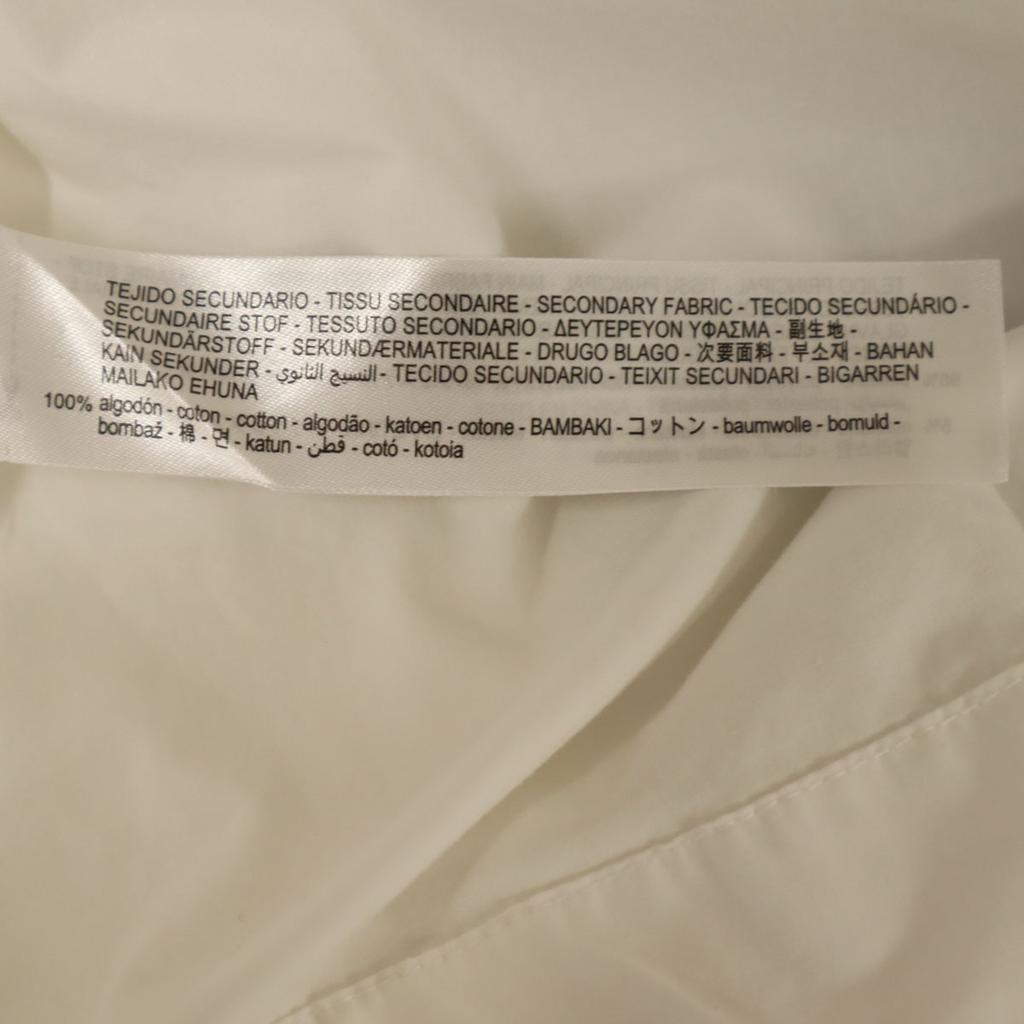 TEJIDO SECUNDARIO - TISSU SECONDAIRE - SECONDARY FABRIC - TECIDO SECUNDÁRIO -
SECUNDAIRE STOF - TESSUTO SECONDARIO - ΔΕΥΤΕΡΕΥΟΝ ΥΦΑΣΜΑ - 副生地 -
SEKUNDÄRSTOFF - SEKUNDÆRMATERIALE - DRUGO BLAGO - 次要面料 - 부소재 - BAHAN
KAIN SEKUNDER - النسيج الثانوي - TECIDO SECUNDARIO - TEIXIT SECUNDARI - BIGARREN
MAILAKO EHUNA
100% algodón - coton - cotton - algodão - katoen - cotone - BAMBAKI - コットン - baumwolle - bomuld -
bombaž - 棉 - 면 - katun - قطن - cotó - kotoia